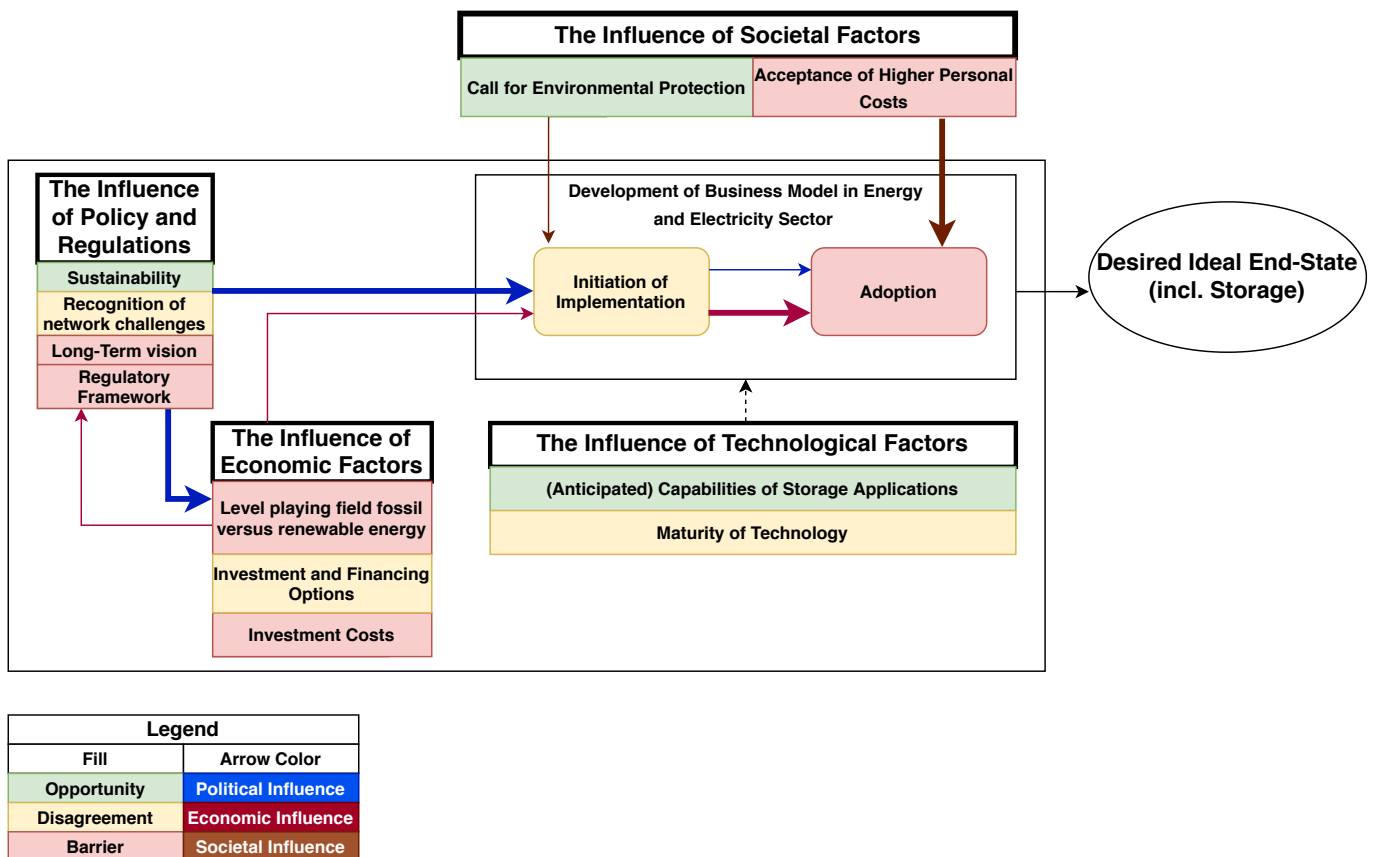 The Influence of Societal Factors
Call for Environmental Protection
Acceptance of Higher Personal
Costs
The Influence
of Policy and
Regulations
Sustainability
Recognition of
network challenges
Long-Term vision
Regulatory
Framework
Development of Business Model in Energy
and Electricity Sector
Initiation of
Implementation
Adoption
Desired Ideal End-State
(incl. Storage)
The Influence of
Economic Factors
Level playing field fossil
versus renewable energy
Investment and Financing
Options
Investment Costs
The Influence of Technological Factors
(Anticipated) Capabilities of Storage Applications
Maturity of Technology
Legend
Fill
Arrow Color
Opportunity
Political Influence
Disagreement
Economic Influence
Barrier
Societal Influence